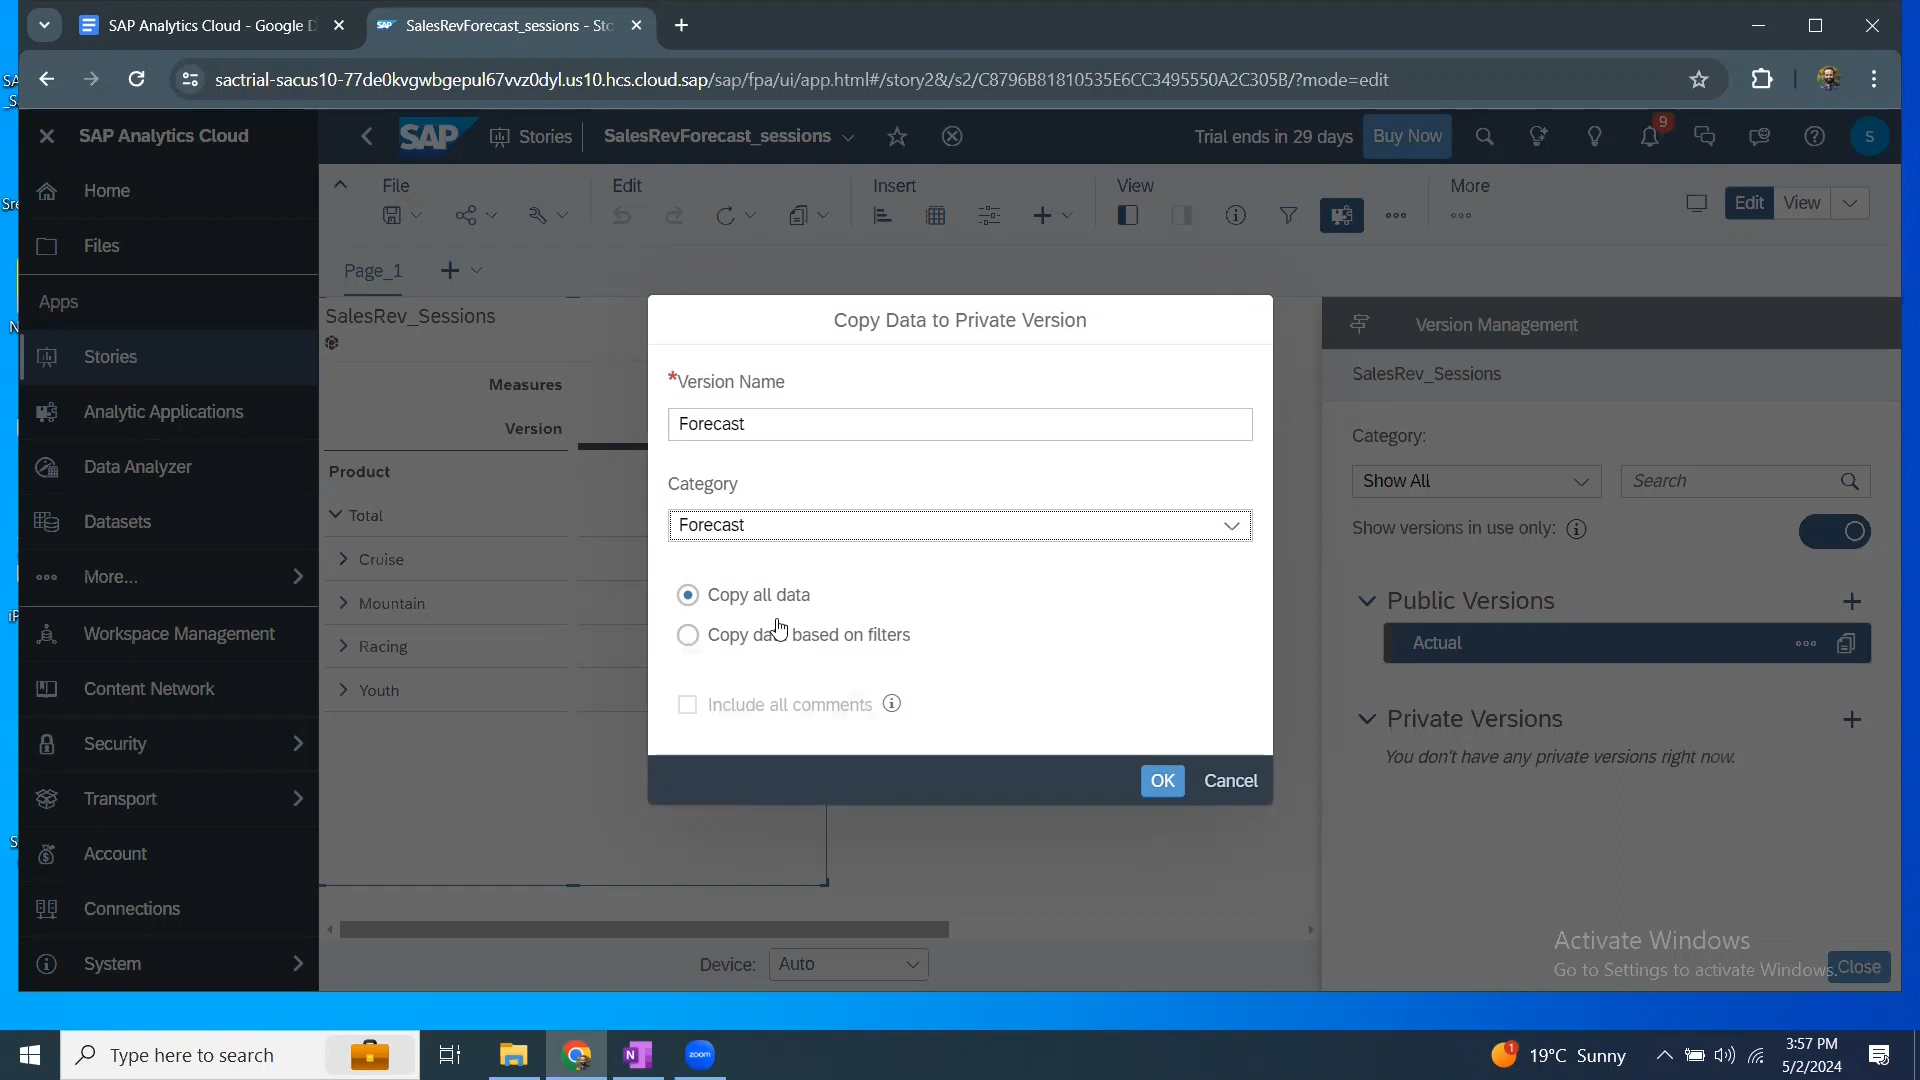 SAP Analytics Cloud - Google D
SalesRevForecast_sessions - Sto
sactrial-sacus10-77de0kvgwbgepul67vvz0dyl.us10.hcs.cloud.sap/sap/fpa/ui/app.html#/story2&/s2/C8796B81810535E6CC3495550A2C305B/?mode=edit
SAP Analytics Cloud
SAP
Stories
SalesRevForecast_sessions
Trial ends in 29 days
Buy Now
9
S
Home
Files
Apps
Stories
Analytic Applications
Data Analyzer
Datasets
More...
Workspace Management
Content Network
Security
Transport
Account
Connections
System
File
Edit
Insert
View
More
Edit
View
Page_1
SalesRev_Sessions
Measures
Version
Product
Total
Cruise
Mountain
Racing
Youth
Device:
Auto
Copy Data to Private Version
*Version Name
Forecast
Category
Forecast
Copy all data
Copy data based on filters
Include all comments
OK
Cancel
Version Management
SalesRev_Sessions
Category:
Show All
Search
Show versions in use only:
Public Versions
Actual
Private Versions
You don't have any private versions right now.
Activate Windows
Go to Settings to activate Windows.
Close
Type here to search
zoom
1
19°C Sunny
3:57 PM
5/2/2024